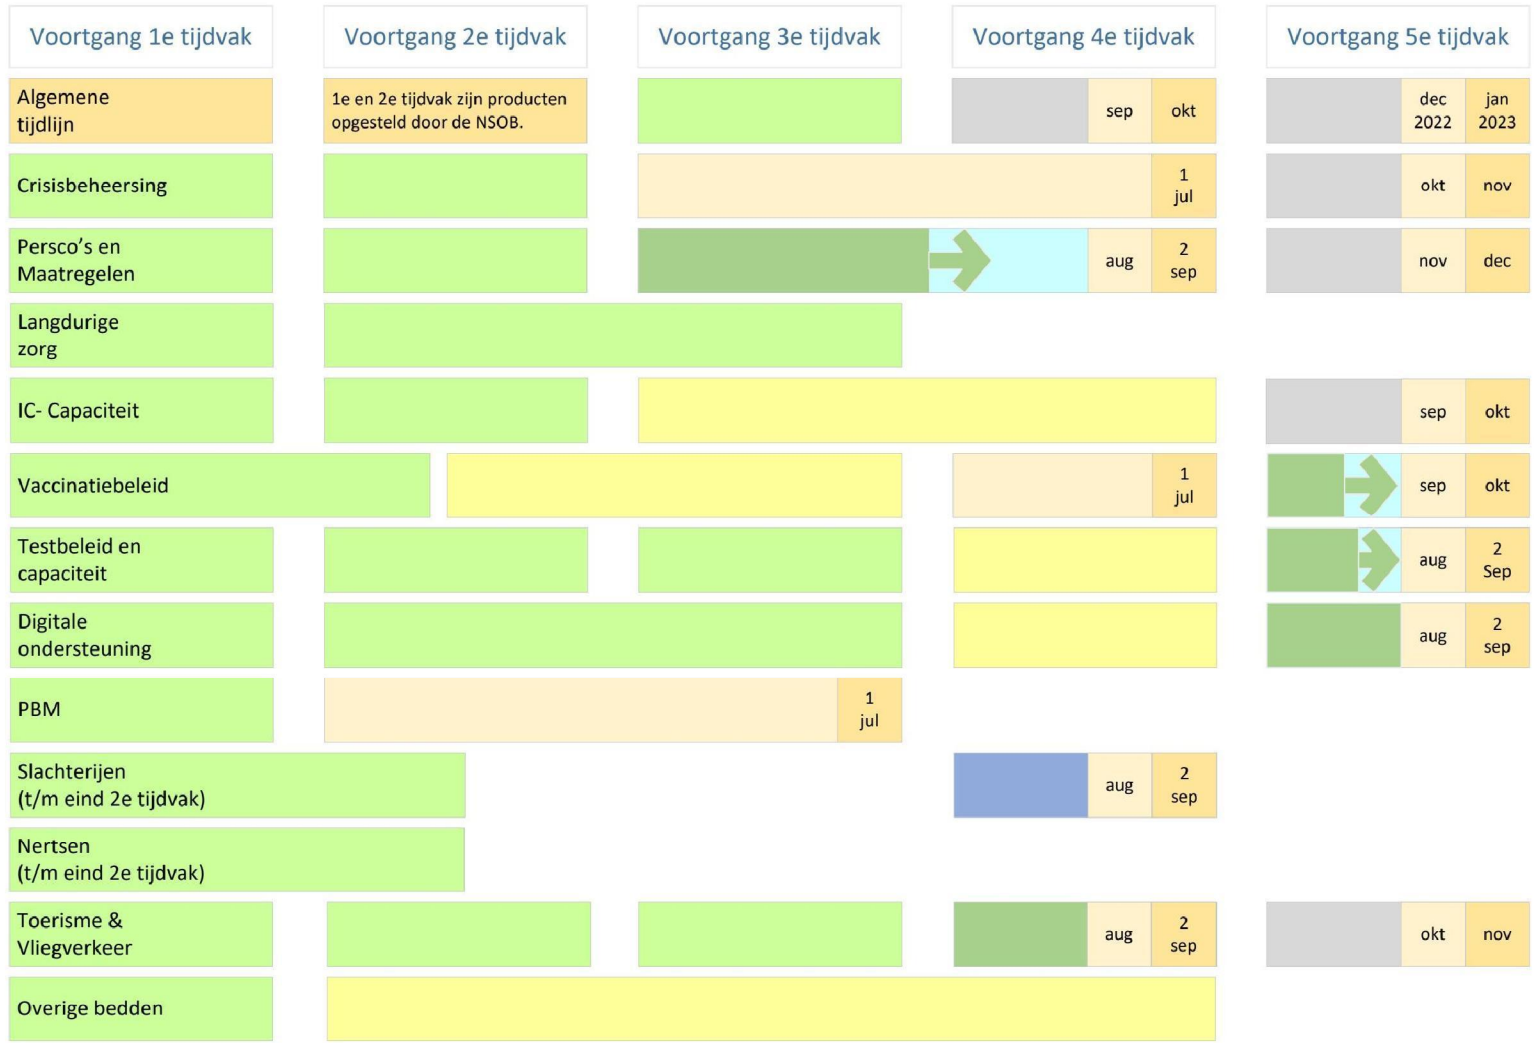 Voortgang 1e tijdvak
Voortgang 2e tijdvak
Voortgang 3e tijdvak
Voortgang 4e tijdvak
Voortgang 5e tijdvak
Algemene
tijdlijn
1e en 2e tijdvak zijn producten
opgesteld door de NSOB.
sep
okt
dec
2022
jan
2023
Crisisbeheersing
1
jul
okt
nov
Persco's en
Maatregelen
aug
2
sep
nov
dec
Langdurige
zorg
IC- Capaciteit
sep
okt
Vaccinatiebeleid
1
jul
sep
okt
Testbeleid en
capaciteit
aug
2
Sep
Digitale
ondersteuning
aug
2
sep
PBM
1
jul
Slachterijen
(t/m eind 2e tijdvak)
aug
2
sep
Nertsen
(t/m eind 2e tijdvak)
Toerisme &
Vliegverkeer
aug
2
sep
okt
nov
Overige bedden